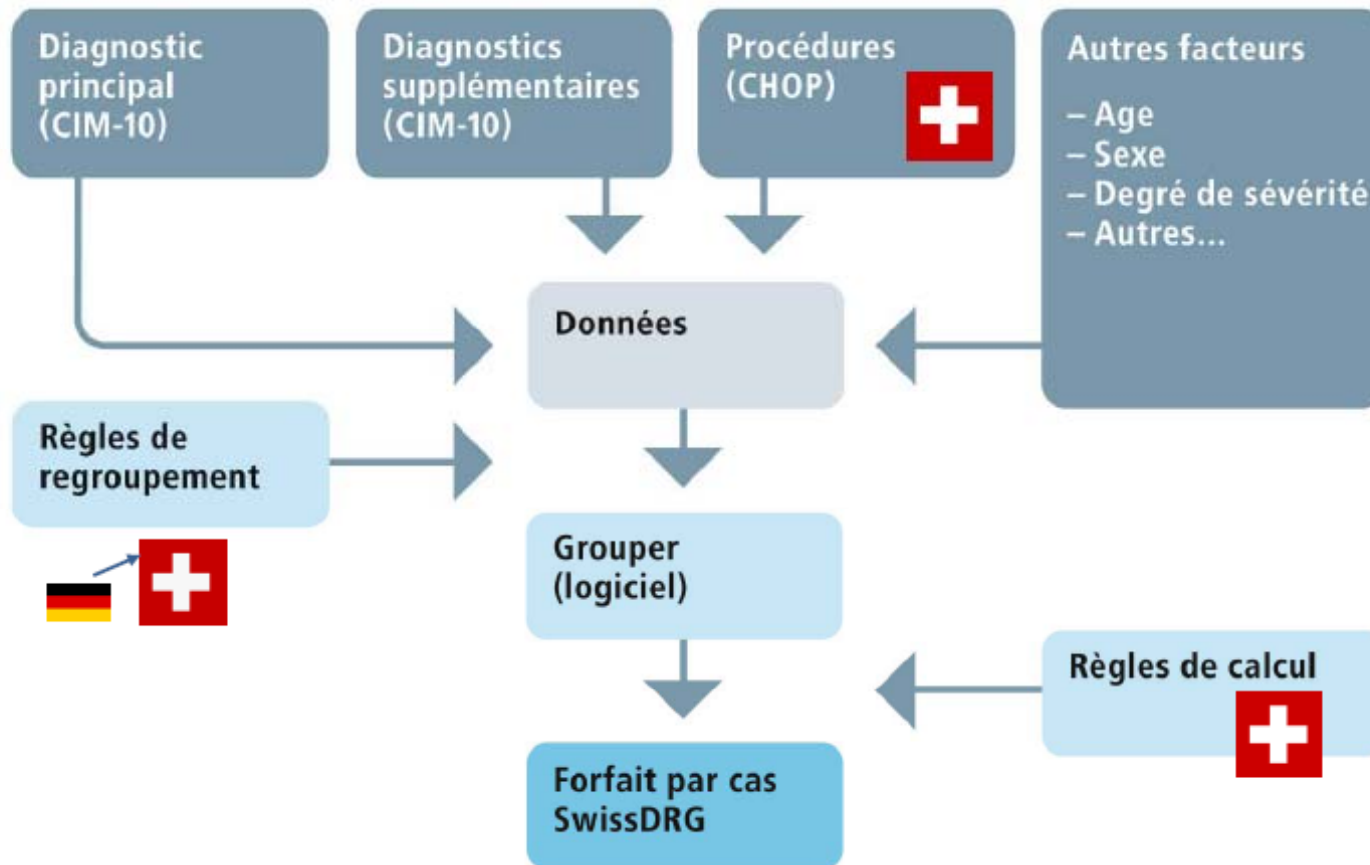 Diagnostic
principal
(CIM-10)
Diagnostics
supplémentaires
(CIM-10)
Procédures
(CHOP)
Autres facteurs
– Age
– Sexe
– Degré de sévérité
– Autres...
Données
Règles de
regroupement
Grouper
(logiciel)
Règles de calcul
Forfait par cas
SwissDRG